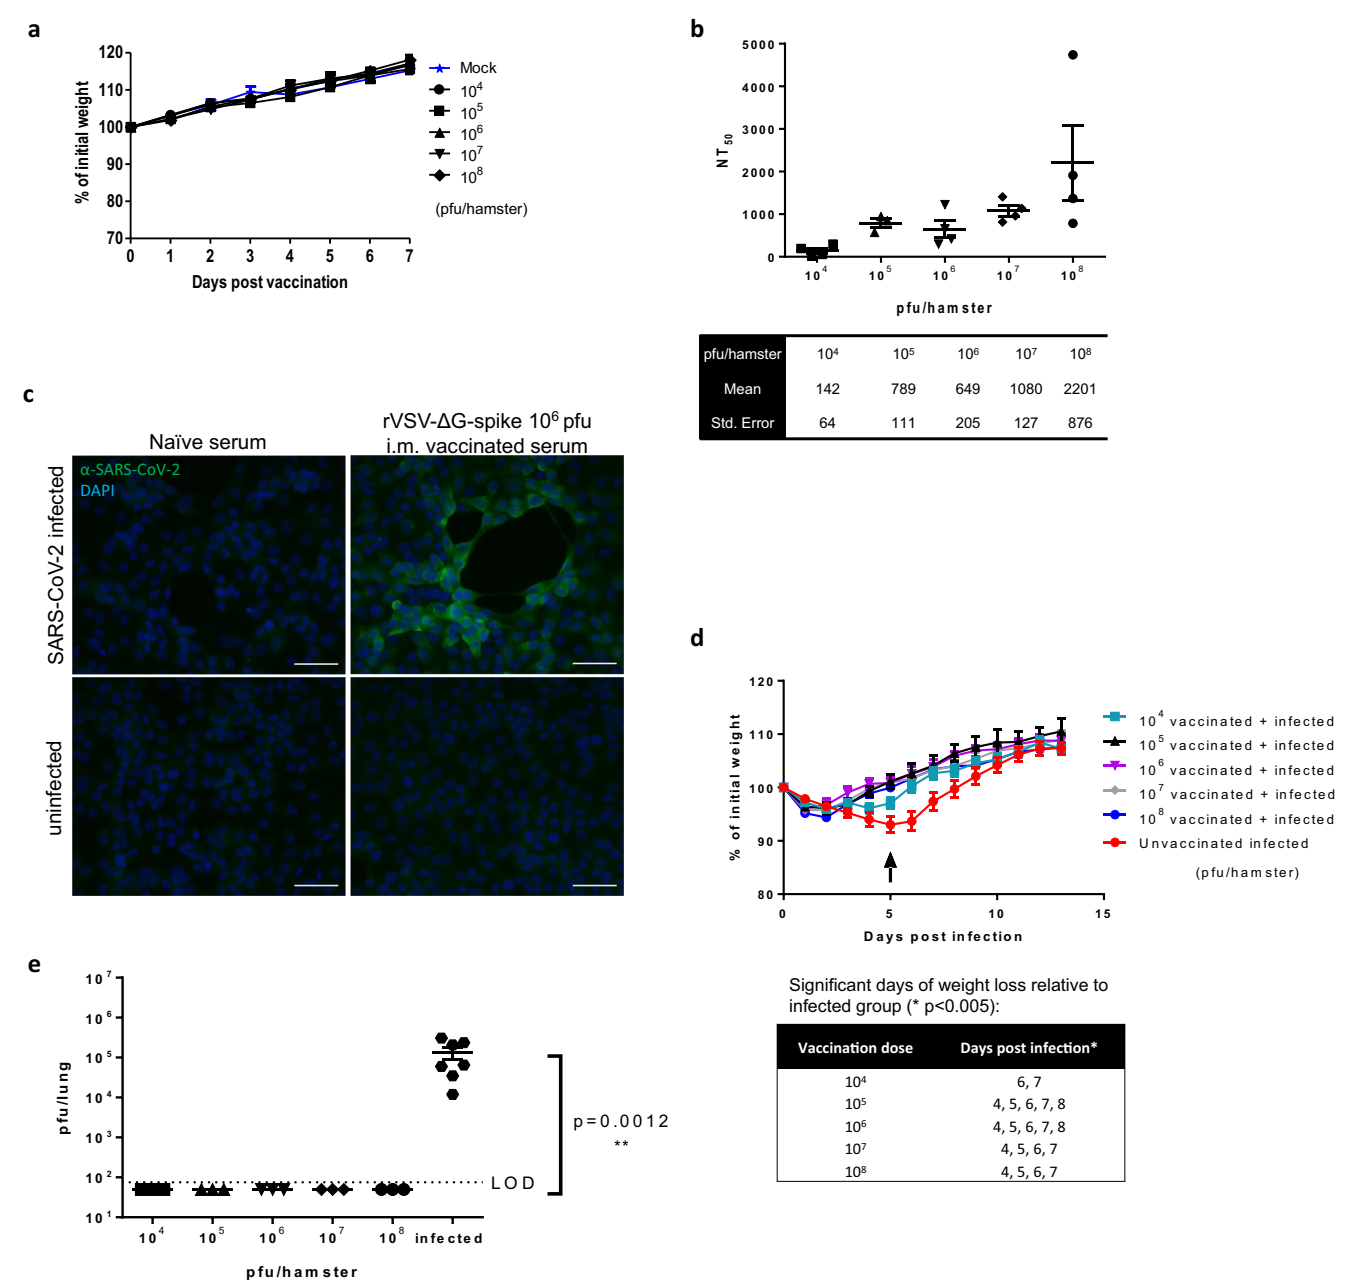 a
120
110
100
90
80
70
% of initial weight
0 1 2 3 4 5 6 7
Days post vaccination
Mock
10⁴
10⁵
10⁶
10⁷
10⁸
(pfu/hamster)
b
5000
4000
3000
2000
1000
0
NT₅₀
10⁴ 10⁵ 10⁶ 10⁷ 10⁸
pfu/hamster
pfu/hamster 10⁴ 10⁵ 10⁶ 10⁷ 10⁸
Mean 142 789 649 1080 2201
Std. Error 64 111 205 127 876
c
Naïve serum
rVSV-ΔG-spike 10⁶ pfu
i.m. vaccinated serum
α-SARS-CoV-2
DAPI
SARS-CoV-2 infected
uninfected
d
120
110
100
90
80
% of initial weight
0 5 10 15
Days post infection
10⁴ vaccinated + infected
10⁵ vaccinated + infected
10⁶ vaccinated + infected
10⁷ vaccinated + infected
10⁸ vaccinated + infected
Unvaccinated infected
(pfu/hamster)
Significant days of weight loss relative to
infected group (* p<0.005):
Vaccination dose Days post infection*
10⁴ 6, 7
10⁵ 4, 5, 6, 7, 8
10⁶ 4, 5, 6, 7, 8
10⁷ 4, 5, 6, 7
10⁸ 4, 5, 6, 7
e
10⁷
10⁶
10⁵
10⁴
10³
10²
10¹
pfu/lung
LOD
p=0.0012
**
10⁴ 10⁵ 10⁶ 10⁷ 10⁸ infected
pfu/hamster